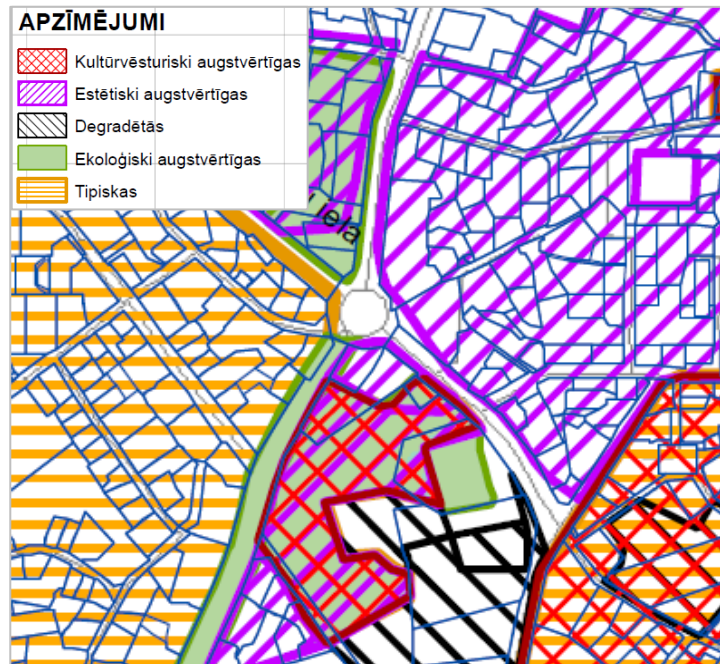 APZĪMĒJUMI
Kultūrvēsturiski augstvērtīgas
Estētiski augstvērtīgas
Degradētās
Ekoloģiski augstvērtīgas
Tipiskas
iela